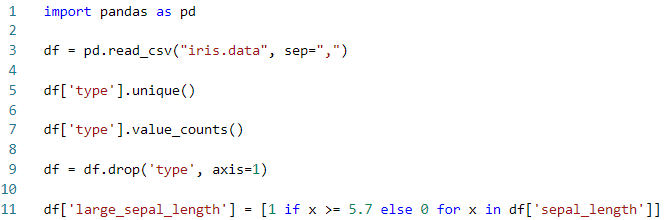 1 import pandas as pd
2
3 df = pd.read_csv("iris.data", sep=",")
4
5 df['type'].unique()
6
7 df['type'].value_counts()
8
9 df = df.drop('type', axis=1)
10
11 df['large_sepal_length'] = [1 if x >= 5.7 else 0 for x in df['sepal_length']]